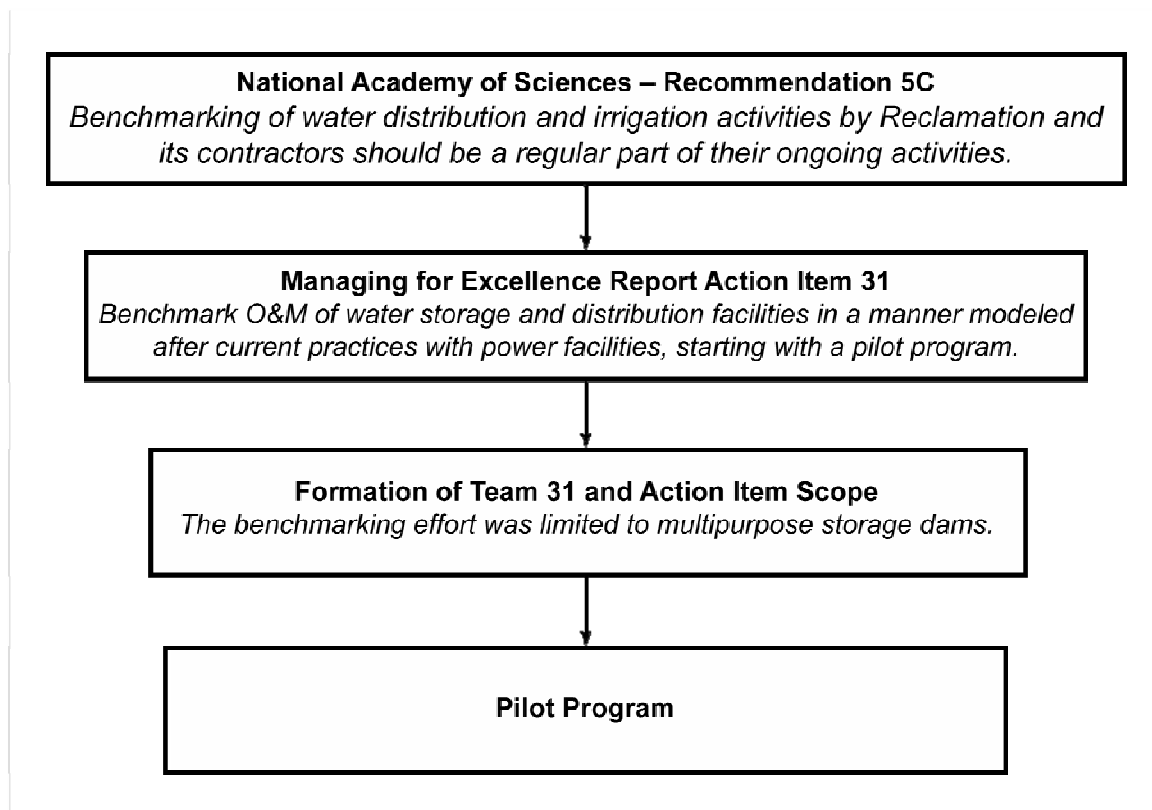 National Academy of Sciences – Recommendation 5C
Benchmarking of water distribution and irrigation activities by Reclamation and
its contractors should be a regular part of their ongoing activities.
Managing for Excellence Report Action Item 31
Benchmark O&M of water storage and distribution facilities in a manner modeled
after current practices with power facilities, starting with a pilot program.
Formation of Team 31 and Action Item Scope
The benchmarking effort was limited to multipurpose storage dams.
Pilot Program